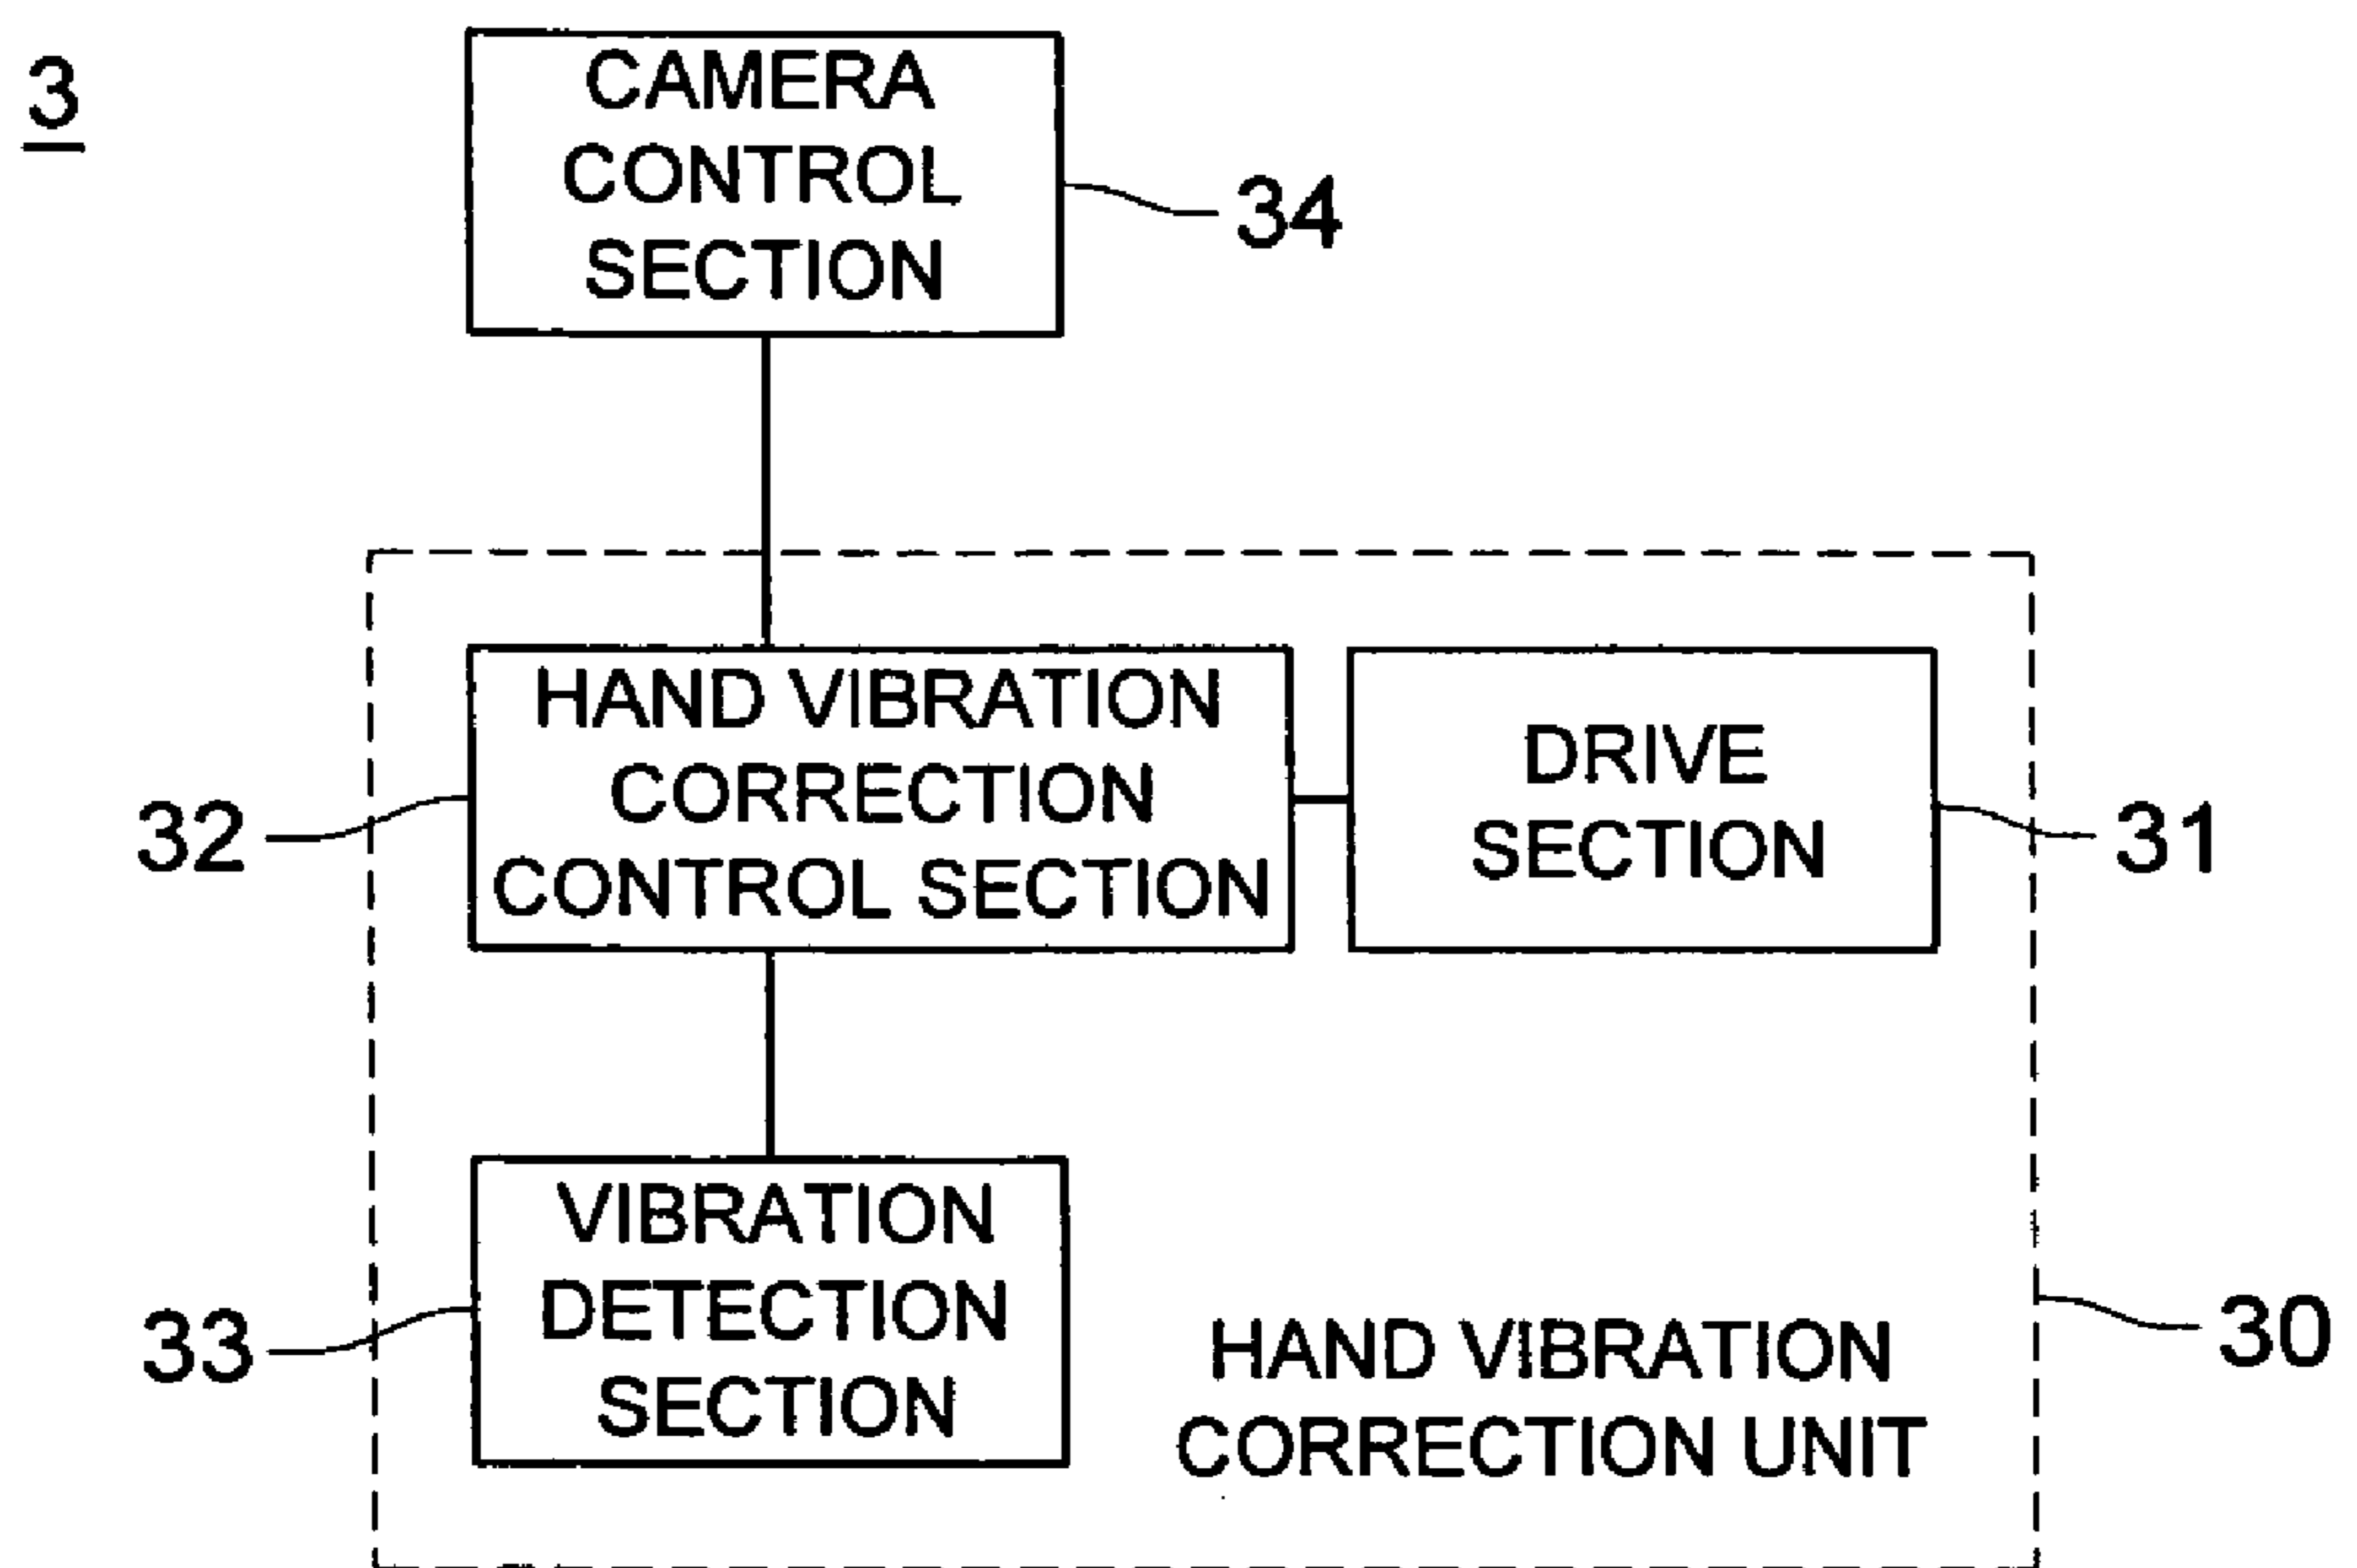 3
CAMERA
CONTROL
SECTION
34
HAND VIBRATION
CORRECTION
CONTROL SECTION
32
DRIVE
SECTION
31
VIBRATION
DETECTION
SECTION
33
HAND VIBRATION
CORRECTION UNIT
30